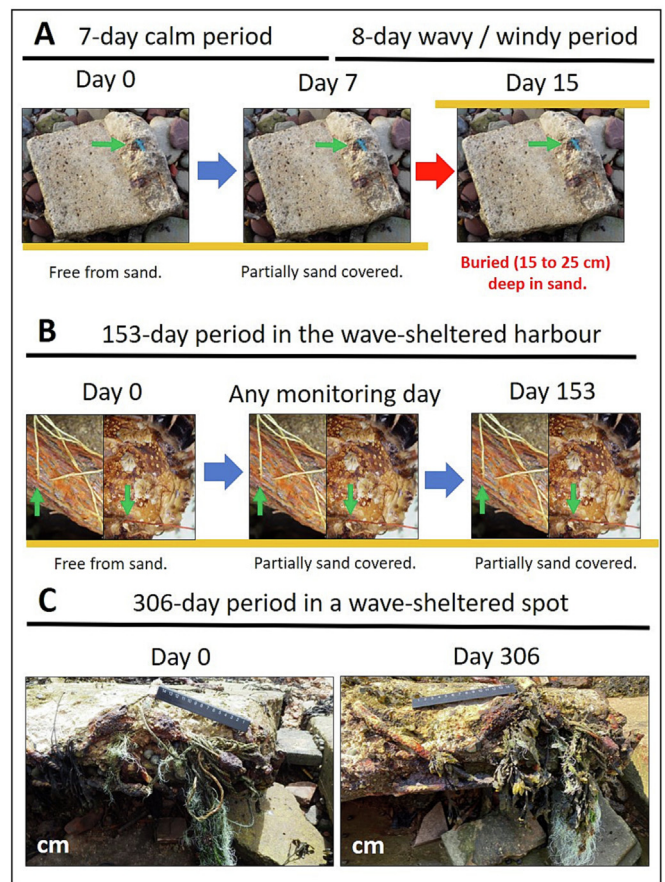 A
7-day calm period
8-day wavy / windy period
Day 0
Day 7
Day 15
Free from sand.
Partially sand covered.
Buried (15 to 25 cm)
deep in sand.
B
153-day period in the wave-sheltered harbour
Day 0
Any monitoring day
Day 153
Free from sand.
Partially sand covered.
Partially sand covered.
C
306-day period in a wave-sheltered spot
Day 0
Day 306
cm
cm